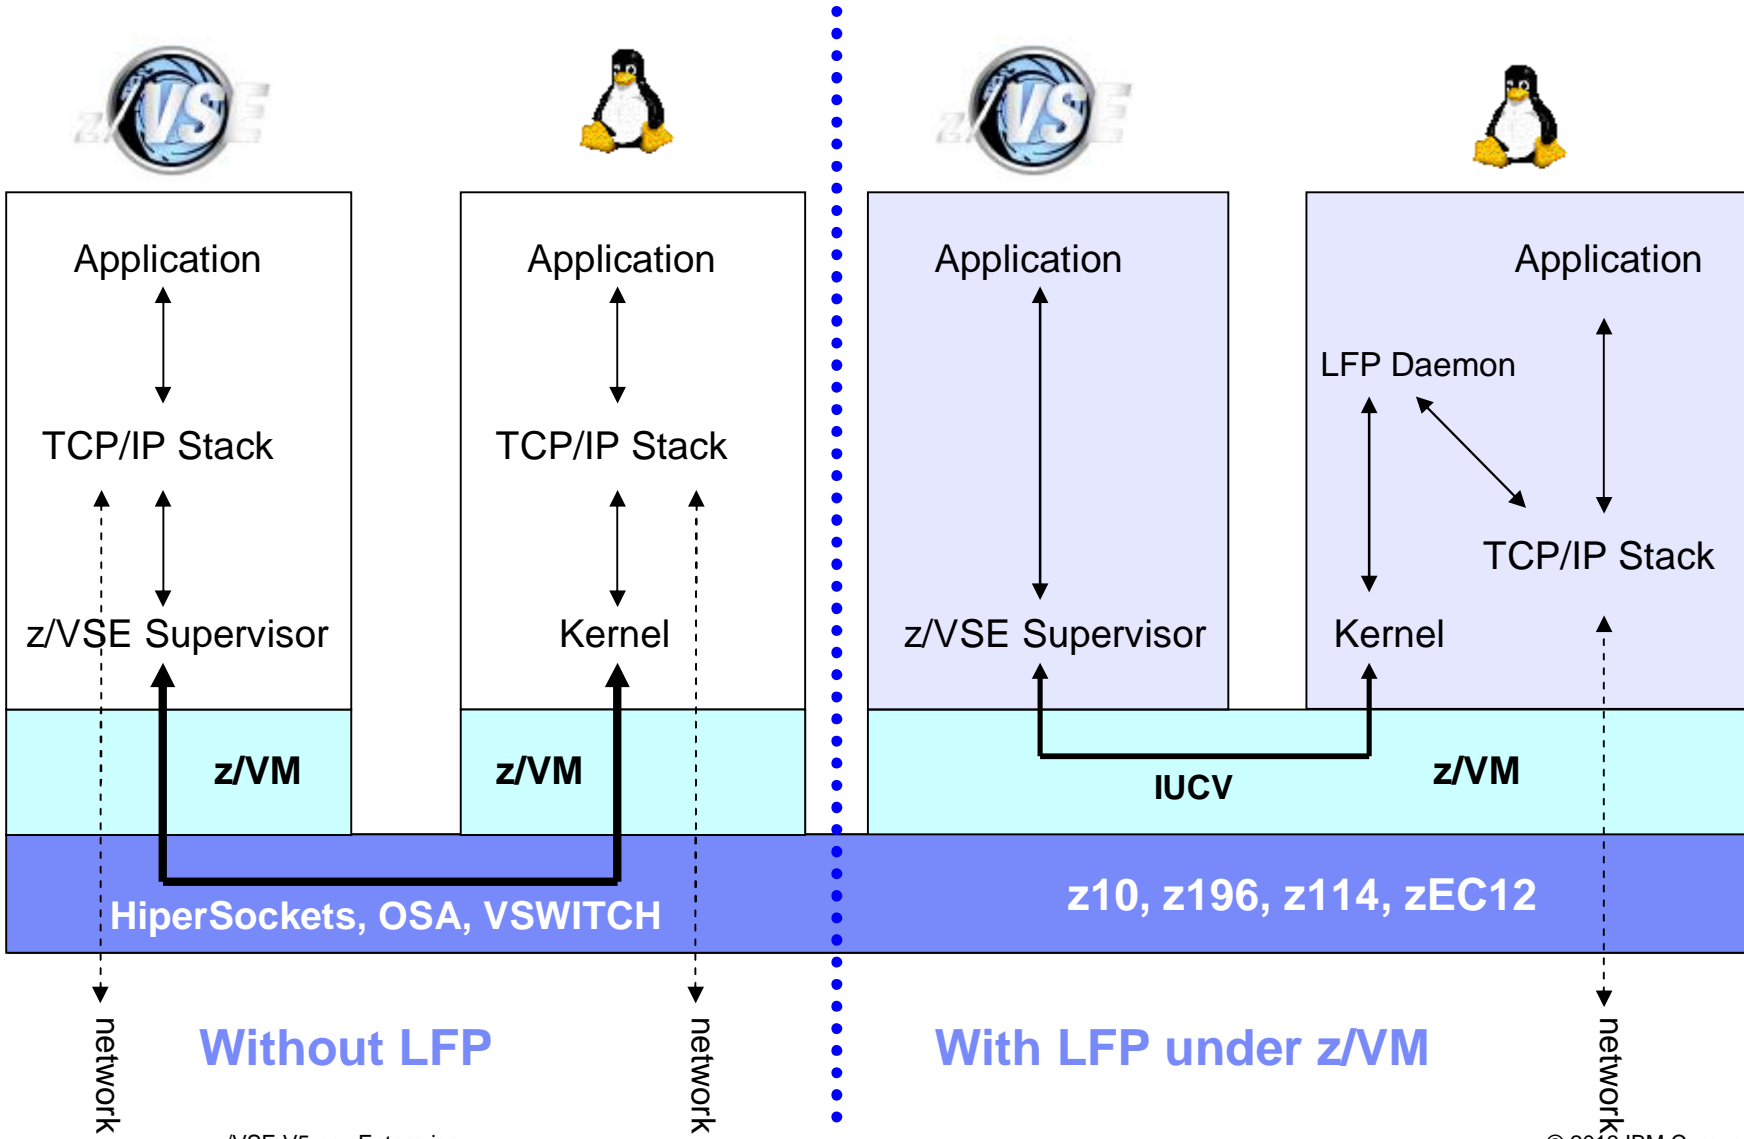 z/VSE
z/VSE
Application
TCP/IP Stack
z/VSE Supervisor
z/VM
Application
TCP/IP Stack
Kernel
z/VM
HiperSockets, OSA, VSWITCH
network
Without LFP
network
Application
z/VSE Supervisor
Application
LFP Daemon
TCP/IP Stack
Kernel
IUCV
z/VM
z10, z196, z114, zEC12
With LFP under z/VM
network